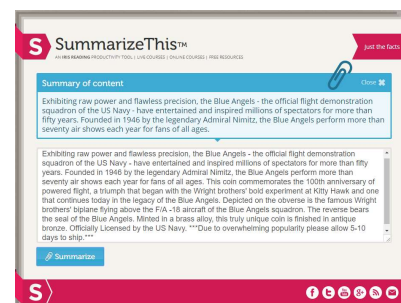 S
SummarizeThis™
AN IRIS READING PRODUCTIVITY TOOL | LIVE COURSES | ONLINE COURSES | FREE RESOURCES
just the facts
Summary of content
Close ✖
Exhibiting raw power and flawless precision, the Blue Angels - the official flight demonstration
squadron of the US Navy - have entertained and inspired millions of spectators for more than
fifty years. Founded in 1946 by the legendary Admiral Nimitz, the Blue Angels perform more than
seventy air shows each year for fans of all ages.
Exhibiting raw power and flawless precision, the Blue Angels - the official flight demonstration
squadron of the US Navy - have entertained and inspired millions of spectators for more than fifty
years. Founded in 1946 by the legendary Admiral Nimitz, the Blue Angels perform more than
seventy air shows each year for fans of all ages. This coin commemorates the 100th anniversary of
powered flight, a triumph that began with the Wright brothers' bold experiment at Kitty Hawk and one
that continues today in the legacy of the Blue Angels. Depicted on the obverse is the famous Wright
brothers' biplane flying above the F/A -18 aircraft of the Blue Angels squadron. The reverse bears
the seal of the Blue Angels. Minted in a brass alloy, this truly unique coin is finished in antique
bronze. Officially Licensed by the US Navy. ***Due to overwhelming popularity please allow 5-10
days to ship.***
Summarize
S